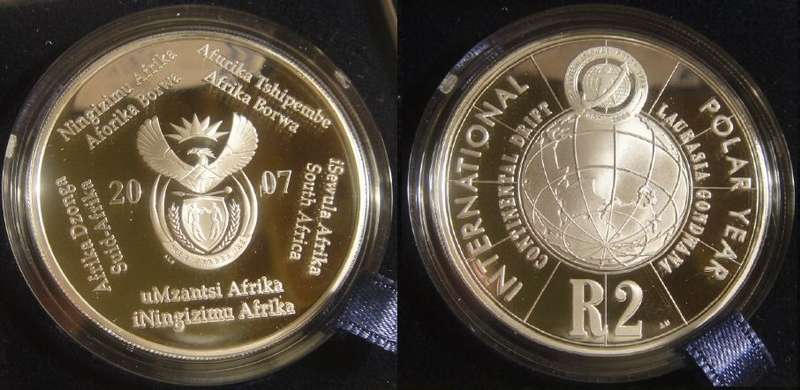 Ningizimu Afrika
Aforika Borwa
Afurika Tshipembe
Afrika Borwa
20 07
iSewula Afrika
South Africa
Afrika Dzonga
Suid-Afrika
uMzantsi Afrika
iNingizimu Afrika
INTERNATIONAL
POLAR YEAR
CONTINENTAL DRIFT
LAURASIA GONDWANA
R2